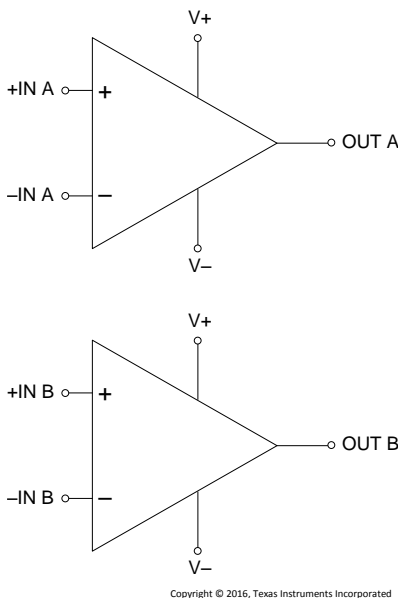 V+
+IN A
+
OUT A
–IN A
–
V–
V+
+IN B
+
OUT B
–IN B
–
V–
Copyright © 2016, Texas Instruments Incorporated